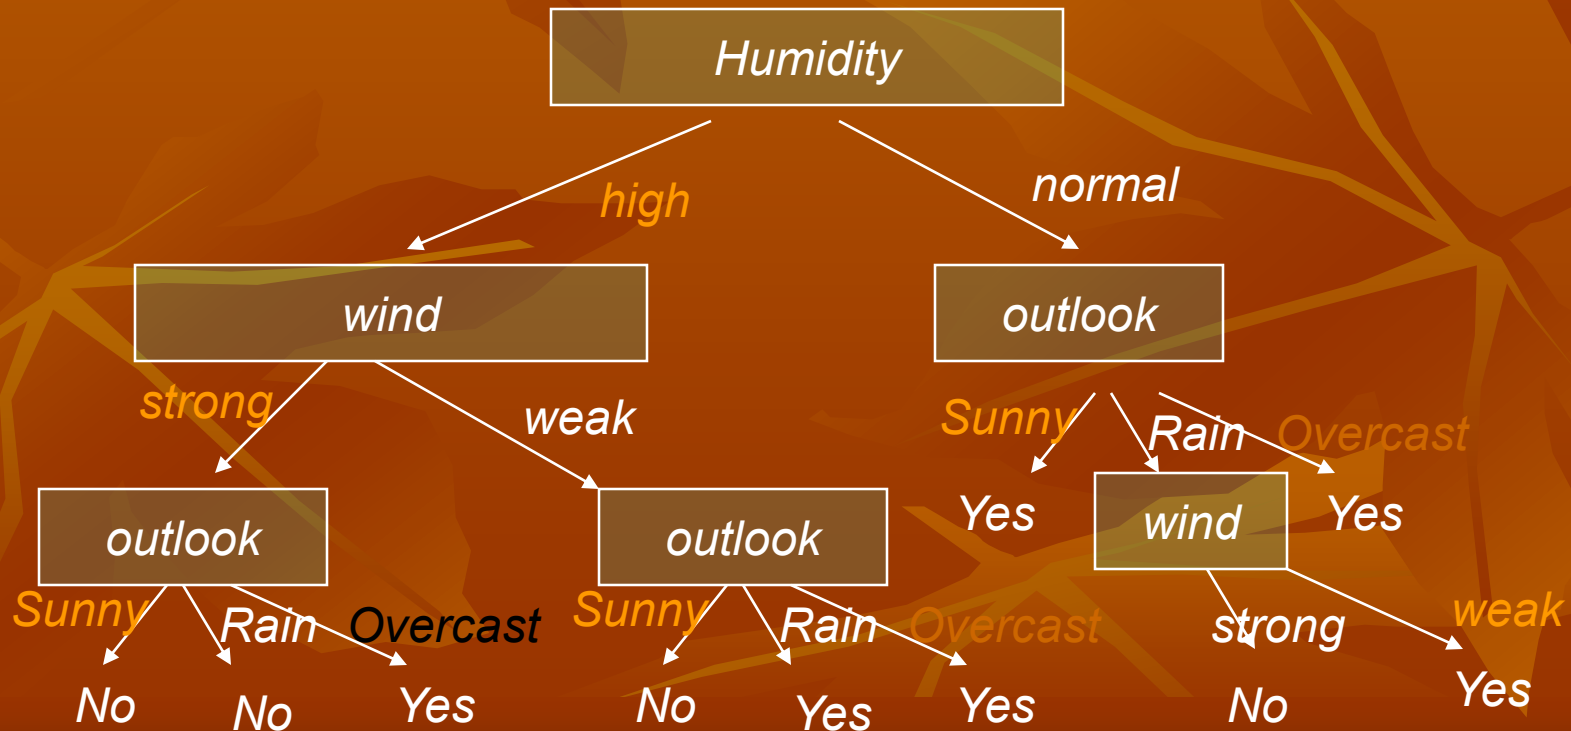 Humidity
high
normal
wind
outlook
strong
weak
Sunny
Rain
Overcast
outlook
outlook
Yes
wind
Yes
Sunny
Rain
Overcast
Sunny
Rain
Overcast
strong
weak
No
No
Yes
No
Yes
Yes
No
Yes